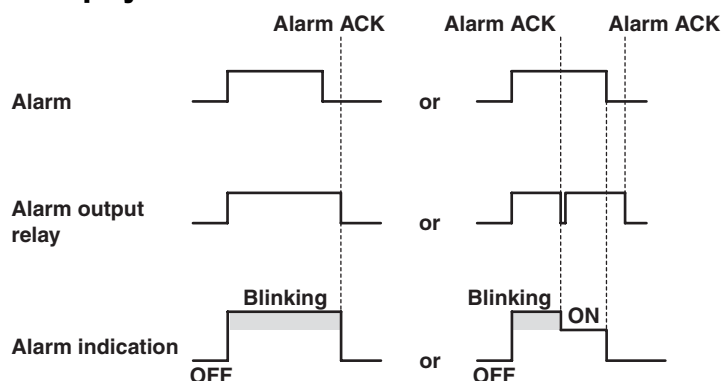 Alarm ACK Alarm ACK Alarm ACK
Alarm or
Alarm output
relay
or
Blinking Blinking
ON
Alarm indication or
OFF OFF